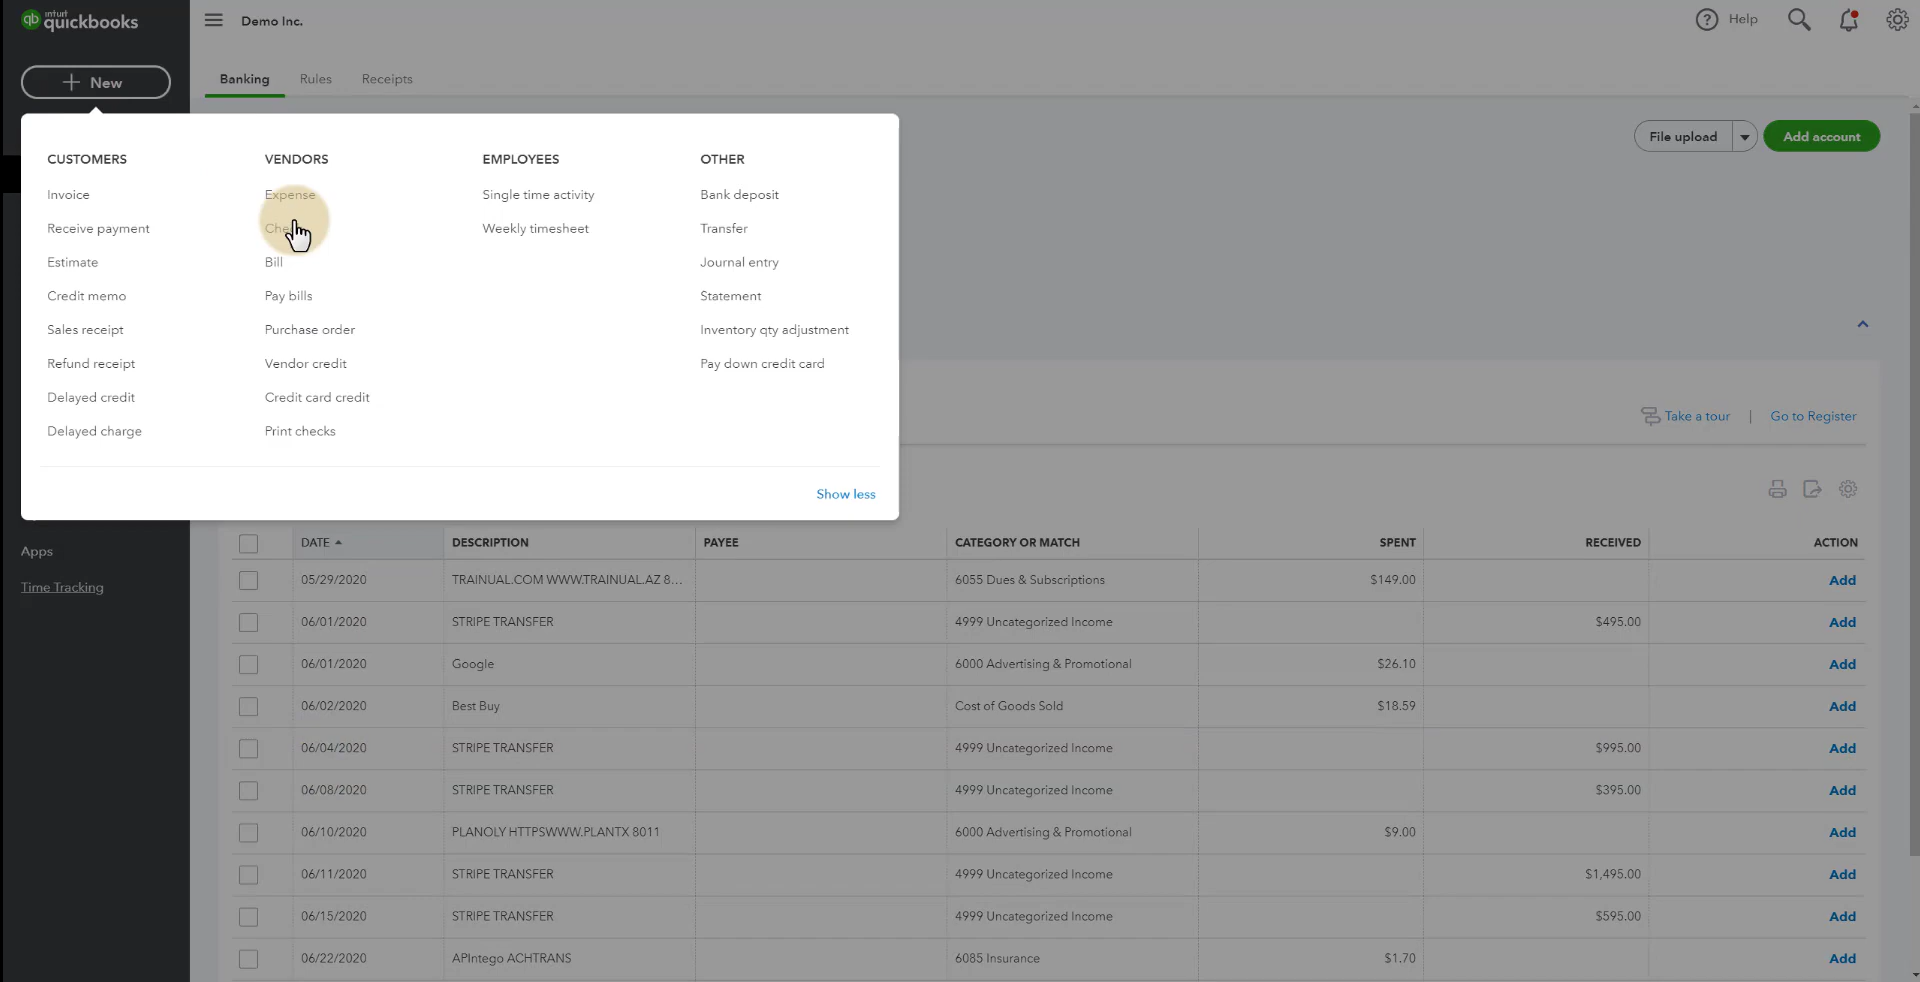 intuit
quickbooks
Demo Inc.
Help
New
Banking
Rules
Receipts
File upload
Add account
CUSTOMERS
Invoice
Receive payment
Estimate
Credit memo
Sales receipt
Refund receipt
Delayed credit
Delayed charge
VENDORS
Expense
Bill
Pay bills
Purchase order
Vendor credit
Credit card credit
Print checks
EMPLOYEES
Single time activity
Weekly timesheet
OTHER
Bank deposit
Transfer
Journal entry
Statement
Inventory qty adjustment
Pay down credit card
Show less
Take a tour | Go to Register
Apps
Time Tracking
DATE DESCRIPTION PAYEE CATEGORY OR MATCH SPENT RECEIVED ACTION
05/29/2020 TRAINUAL.COM WWW.TRAINUAL.AZ 8... 6055 Dues & Subscriptions $149.00 Add
06/01/2020 STRIPE TRANSFER 4999 Uncategorized Income $495.00 Add
06/01/2020 Google 6000 Advertising & Promotional $26.10 Add
06/02/2020 Best Buy Cost of Goods Sold $18.59 Add
06/04/2020 STRIPE TRANSFER 4999 Uncategorized Income $995.00 Add
06/08/2020 STRIPE TRANSFER 4999 Uncategorized Income $395.00 Add
06/10/2020 PLANOLY HTTPSWWW.PLANTX 8011 6000 Advertising & Promotional $9.00 Add
06/11/2020 STRIPE TRANSFER 4999 Uncategorized Income $1,495.00 Add
06/15/2020 STRIPE TRANSFER 4999 Uncategorized Income $595.00 Add
06/22/2020 APIntego ACHTRANS 6085 Insurance $1.70 Add